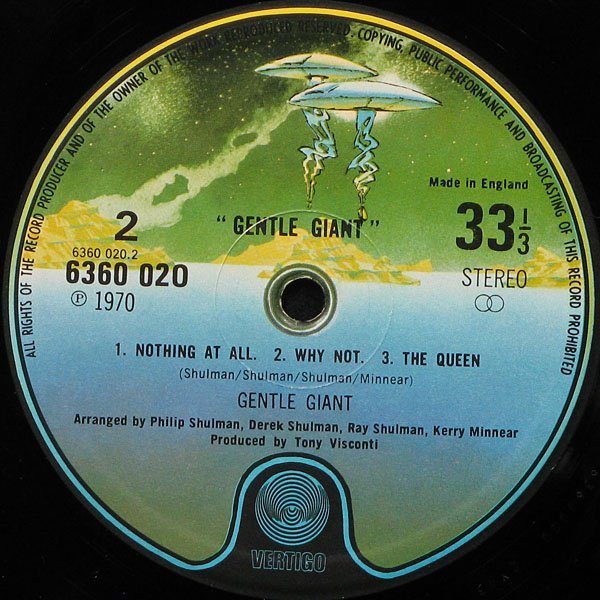 ALL RIGHTS OF THE RECORD PRODUCER AND OF THE OWNER OF THE WORK REPRODUCED RESERVED. COPYING, PUBLIC PERFORMANCE AND BROADCASTING OF THIS RECORD PROHIBITED
Made in England
2
"GENTLE GIANT"
33⅓
6360 020.2
6360 020
STEREO
℗ 1970
1. NOTHING AT ALL. 2. WHY NOT. 3. THE QUEEN
(Shulman/Shulman/Shulman/Minnear)
GENTLE GIANT
Arranged by Philip Shulman, Derek Shulman, Ray Shulman, Kerry Minnear
Produced by Tony Visconti
VERTIGO